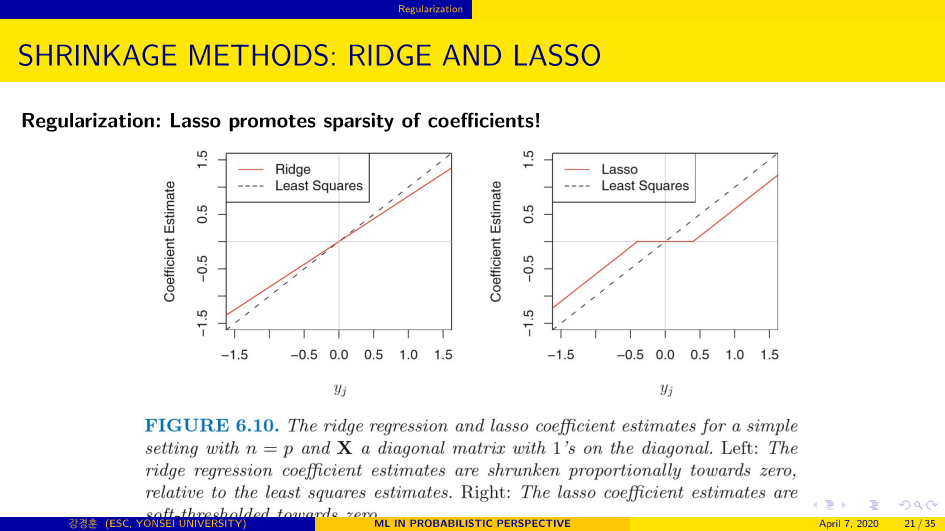 Regularization
SHRINKAGE METHODS: RIDGE AND LASSO
Regularization: Lasso promotes sparsity of coefficients!
Ridge
Least Squares
Coefficient Estimate
1.5
0.5
−0.5
−1.5
−1.5 −0.5 0.0 0.5 1.0 1.5
yj
Lasso
Least Squares
Coefficient Estimate
1.5
0.5
−0.5
−1.5
−1.5 −0.5 0.0 0.5 1.0 1.5
yj
FIGURE 6.10. The ridge regression and lasso coefficient estimates for a simple
setting with n = p and X a diagonal matrix with 1's on the diagonal. Left: The
ridge regression coefficient estimates are shrunken proportionally towards zero,
relative to the least squares estimates. Right: The lasso coefficient estimates are
soft-thresholded towards zero.
강경훈 (ESC, YONSEI UNIVERSITY) ML IN PROBABILISTIC PERSPECTIVE April 7, 2020 21 / 35